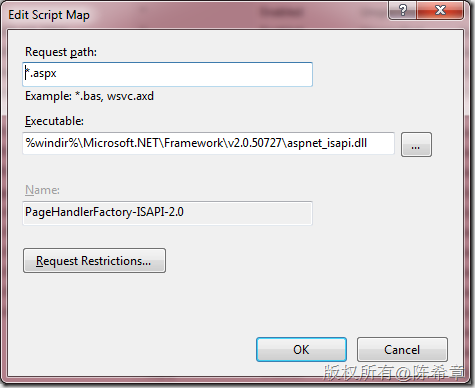 Edit Script Map
Request path:
*.aspx
Example: *.bas, wsvc.axd
Executable:
%windir%\Microsoft.NET\Framework\v2.0.50727\aspnet_isapi.dll
...
Name:
PageHandlerFactory-ISAPI-2.0
Request Restrictions...
OK
Cancel
版权所有@陈希章